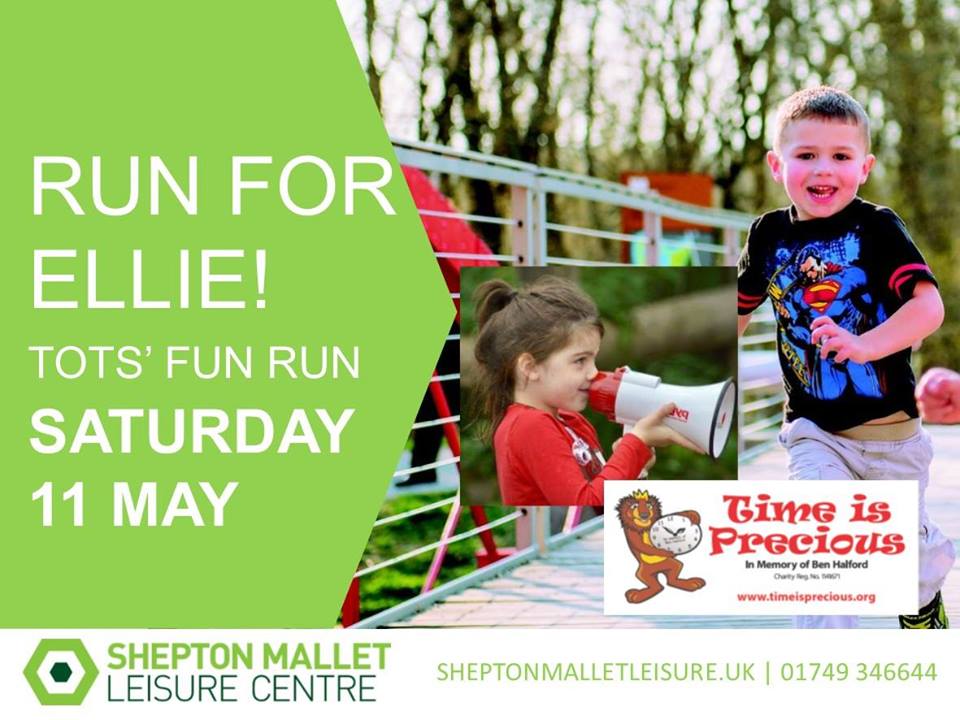 RUN FOR
ELLIE!
TOTS’ FUN RUN
SATURDAY
11 MAY
Time is
Precious
In Memory of Ben Halford
www.timeisprecious.org
SHEPTON MALLET
LEISURE CENTRE
SHEPTONMALLETLEISURE.UK | 01749 346644